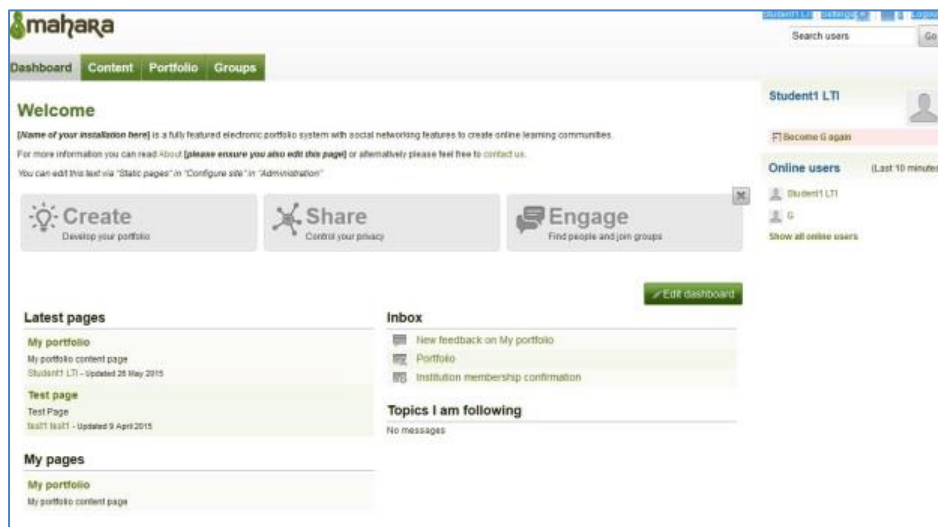 mahara
Student1 LTI | Settings | Logout
Search users Go
Dashboard Content Portfolio Groups
Welcome
[Name of your installation here] is a fully featured electronic portfolio system with social networking features to create online learning communities.
For more information you can read About [please ensure you also edit this page] or alternatively please feel free to contact us.
You can edit this text via "Static pages" in "Configure site" in "Administration"
Create
Develop your portfolio
Share
Control your privacy
Engage
Find people and join groups
Edit dashboard
Latest pages
My portfolio
My portfolio content page
Student1 LTI - Updated 26 May 2015
Test page
Test Page
test1 test1 - Updated 9 April 2015
My pages
My portfolio
My portfolio content page
Inbox
New feedback on My portfolio
Portfolio
Institution membership confirmation
Topics I am following
No messages
Student1 LTI
Become G again
Online users (Last 10 minutes
Student1 LTI
G
Show all online users